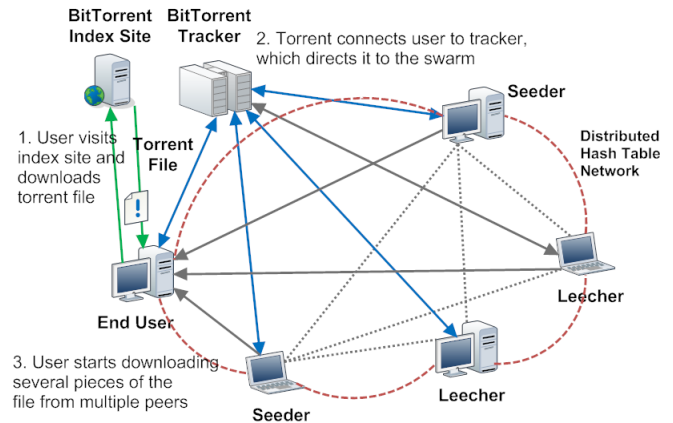 BitTorrent
Index Site
BitTorrent
Tracker
2. Torrent connects user to tracker,
which directs it to the swarm
Seeder
1. User visits
index site and
downloads
torrent file
Torrent
File
Distributed
Hash Table
Network
End User
Leecher
3. User starts downloading
several pieces of the
file from multiple peers
Seeder
Leecher